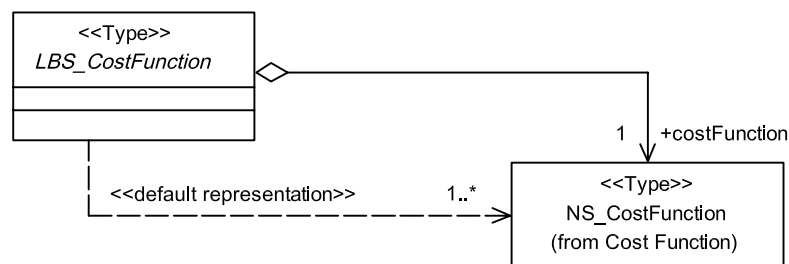 <<Type>>
LBS_CostFunction
1 +costFunction
<<default representation>> 1..*
<<Type>>
NS_CostFunction
(from Cost Function)